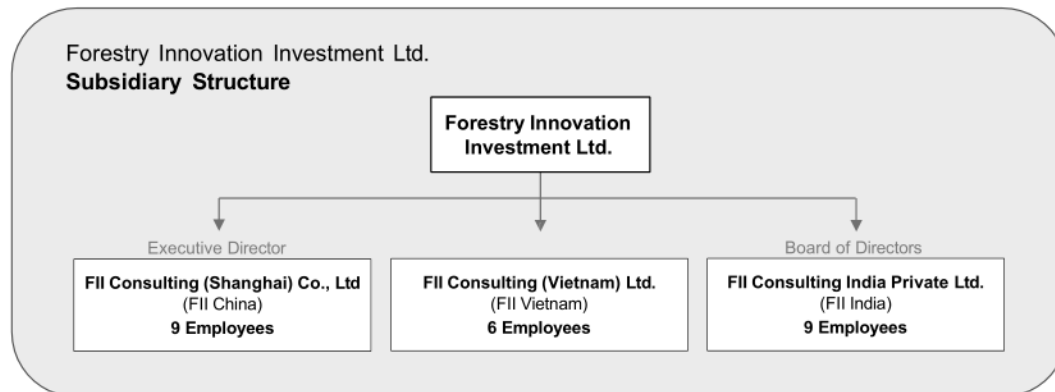 Forestry Innovation Investment Ltd.
Subsidiary Structure
Forestry Innovation
Investment Ltd.
Executive Director
Board of Directors
FII Consulting (Shanghai) Co., Ltd
(FII China)
9 Employees
FII Consulting (Vietnam) Ltd.
(FII Vietnam)
6 Employees
FII Consulting India Private Ltd.
(FII India)
9 Employees